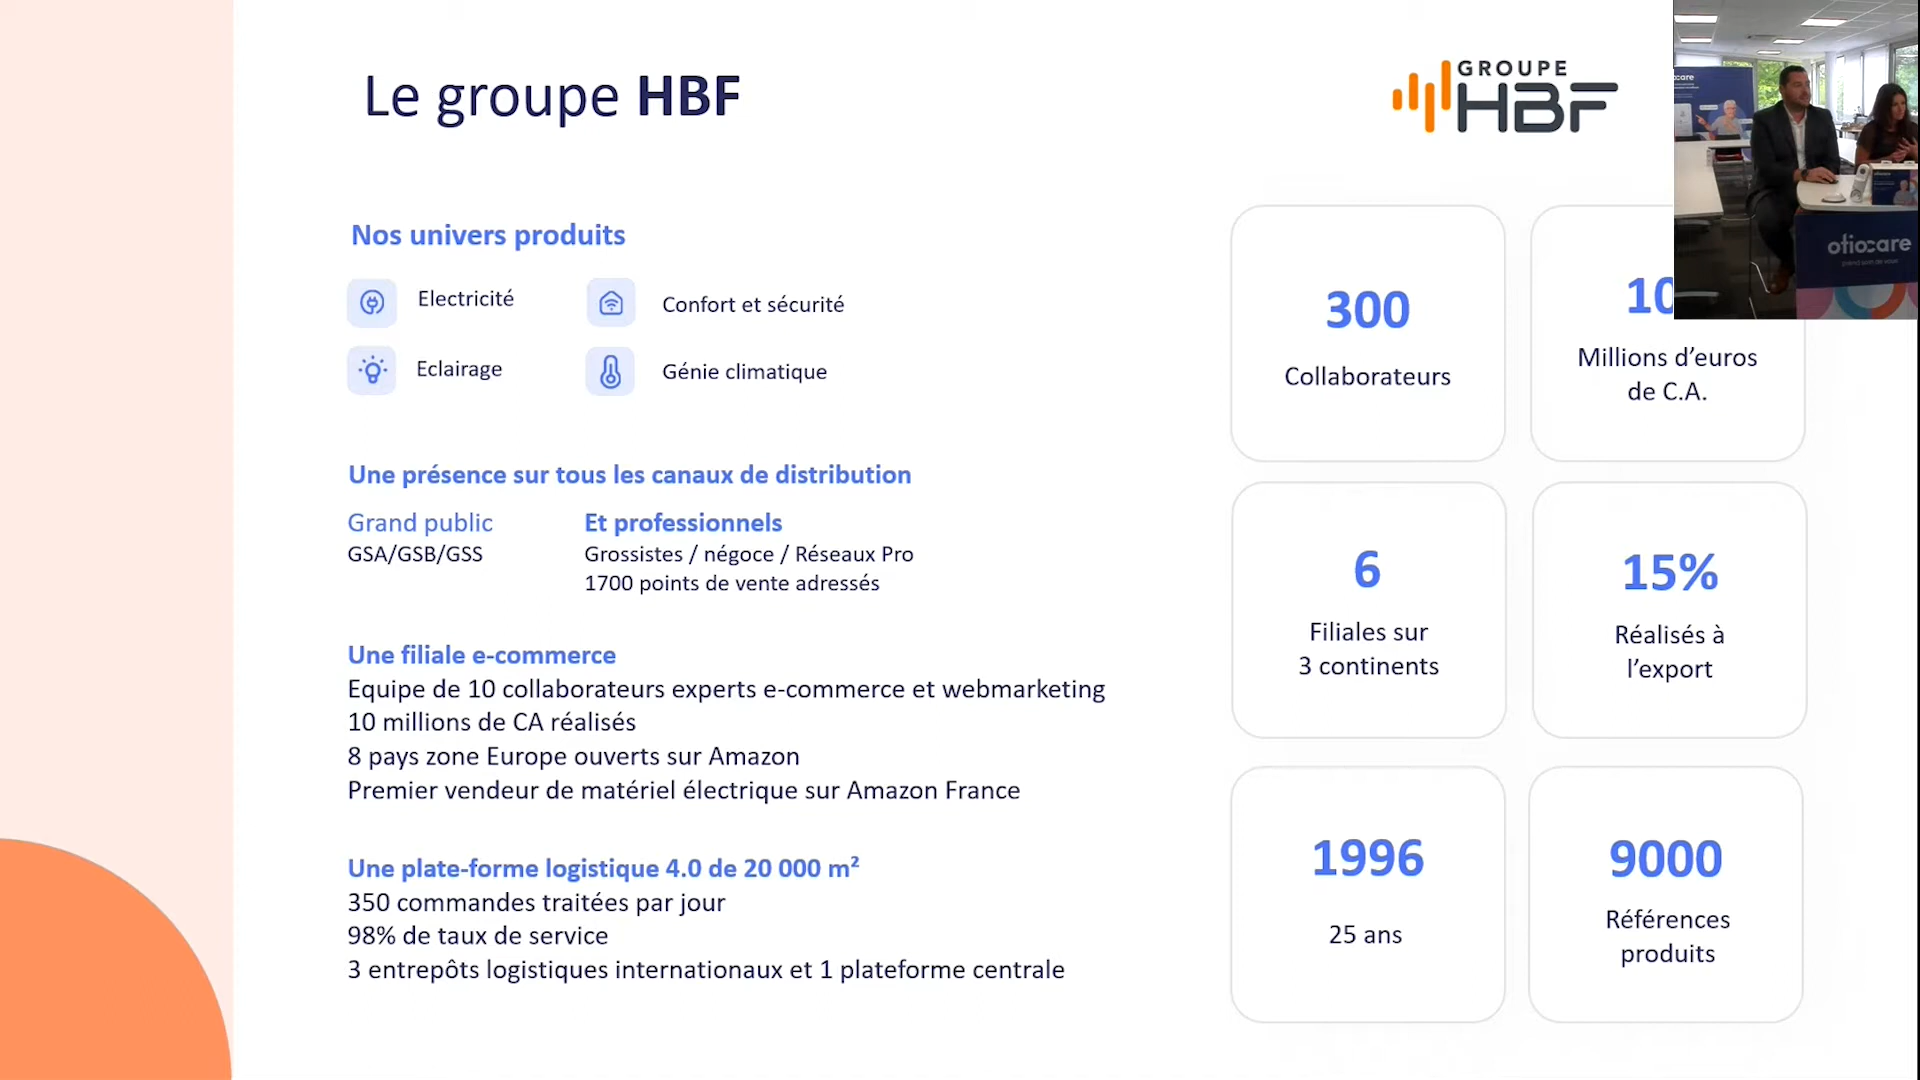 Le groupe HBF
GROUPE
HBF
Nos univers produits
Electricité
Confort et sécurité
Eclairage
Génie climatique
Une présence sur tous les canaux de distribution
Grand public
GSA/GSB/GSS
Et professionnels
Grossistes / négoce / Réseaux Pro
1700 points de vente adressés
Une filiale e-commerce
Equipe de 10 collaborateurs experts e-commerce et webmarketing
10 millions de CA réalisés
8 pays zone Europe ouverts sur Amazon
Premier vendeur de matériel électrique sur Amazon France
Une plate-forme logistique 4.0 de 20 000 m²
350 commandes traitées par jour
98% de taux de service
3 entrepôts logistiques internationaux et 1 plateforme centrale
300
Collaborateurs
Millions d’euros
de C.A.
6
Filiales sur
3 continents
15%
Réalisés à
l’export
1996
25 ans
9000
Références
produits
otiocare
prend soin de vous